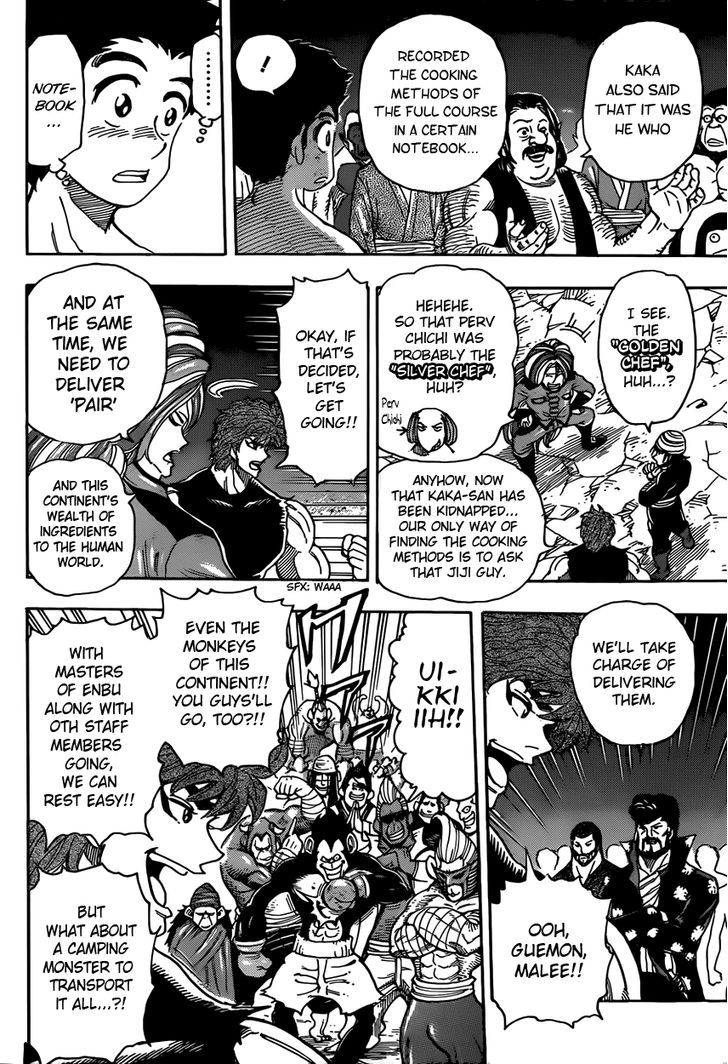 KAKA
ALSO SAID
THAT IT WAS
HE WHO
RECORDED
THE COOKING
METHODS OF
THE FULL COURSE
IN A CERTAIN
NOTEBOOK...
!
.........
NOTE-
BOOK...
I SEE.
THE
"GOLDEN
CHEF",
HUH...?
HEHEHE.
SO THAT PERV
CHICHI WAS
PROBABLY THE
"SILVER CHEF",
HUH?
Perv
Chichi
ANYHOW, NOW
THAT KAKA-SAN HAS
BEEN KIDNAPPED...
OUR ONLY WAY OF
FINDING THE COOKING
METHODS IS TO ASK
THAT JIJI GUY.
OKAY, IF
THAT'S
DECIDED,
LET'S
GET
GOING!!
AND AT
THE SAME
TIME, WE
NEED TO
DELIVER
'PAIR'
AND THIS
CONTINENT'S
WEALTH OF
INGREDIENTS
TO THE HUMAN
WORLD.
SFX: WAAA
WE'LL TAKE
CHARGE OF
DELIVERING
THEM.
OOH,
GUEMON,
MALEE!!
UI-
KKI
IIH!!
ワアア
EVEN THE
MONKEYS
OF THIS
CONTINENT!!
YOU GUYS'LL
GO, TOO?!!
WITH
MASTERS
OF ENBU
ALONG WITH
0TH STAFF
MEMBERS
GOING,
WE CAN
REST EASY!!
BUT
WHAT ABOUT
A CAMPING
MONSTER TO
TRANSPORT
IT ALL...?!